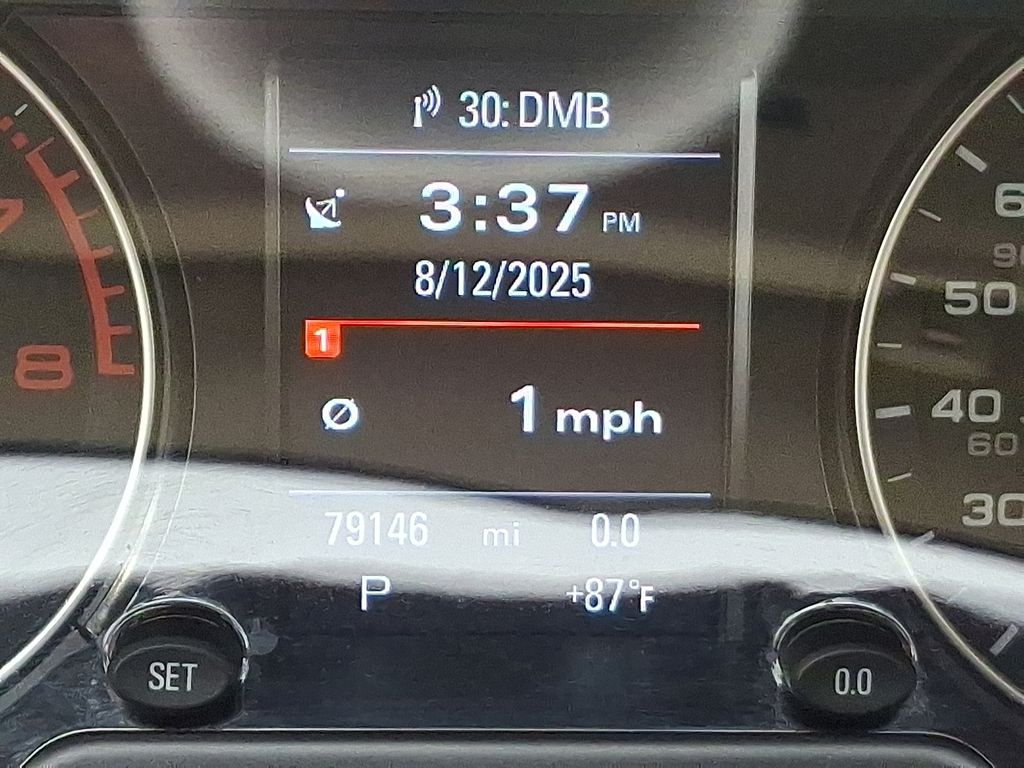 30: DMB
3:37 PM
8/12/2025
1
Ø 1 mph
79146 mi 0.0
P +87°F
SET
0.0
8
50
40
60
30